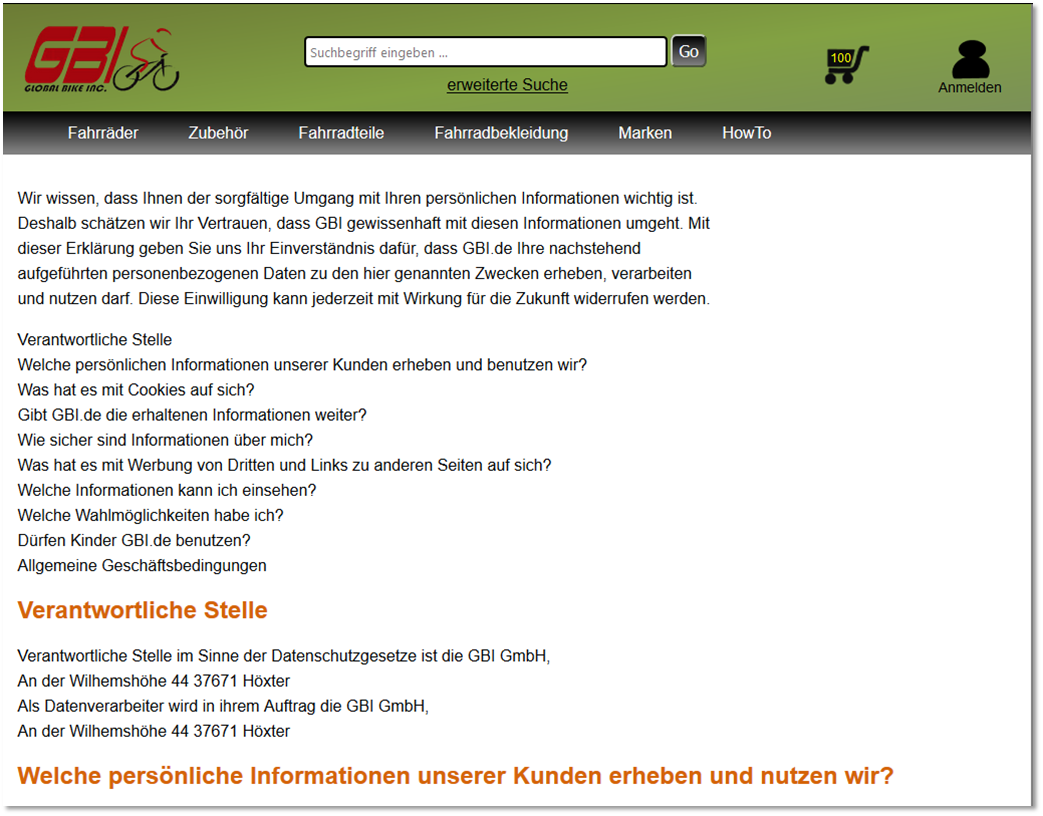 GBI
GLOBAL BIKE INC.
Suchbegriff eingeben ...
Go
erweiterte Suche
100
Anmelden
Fahrräder Zubehör Fahrradteile Fahrradbekleidung Marken HowTo
Wir wissen, dass Ihnen der sorgfältige Umgang mit Ihren persönlichen Informationen wichtig ist.
Deshalb schätzen wir Ihr Vertrauen, dass GBI gewissenhaft mit diesen Informationen umgeht. Mit
dieser Erklärung geben Sie uns Ihr Einverständnis dafür, dass GBI.de Ihre nachstehend
aufgeführten personenbezogenen Daten zu den hier genannten Zwecken erheben, verarbeiten
und nutzen darf. Diese Einwilligung kann jederzeit mit Wirkung für die Zukunft widerrufen werden.
Verantwortliche Stelle
Welche persönlichen Informationen unserer Kunden erheben und benutzen wir?
Was hat es mit Cookies auf sich?
Gibt GBI.de die erhaltenen Informationen weiter?
Wie sicher sind Informationen über mich?
Was hat es mit Werbung von Dritten und Links zu anderen Seiten auf sich?
Welche Informationen kann ich einsehen?
Welche Wahlmöglichkeiten habe ich?
Dürfen Kinder GBI.de benutzen?
Allgemeine Geschäftsbedingungen
Verantwortliche Stelle
Verantwortliche Stelle im Sinne der Datenschutzgesetze ist die GBI GmbH,
An der Wilhemshöhe 44 37671 Höxter
Als Datenverarbeiter wird in ihrem Auftrag die GBI GmbH,
An der Wilhemshöhe 44 37671 Höxter
Welche persönliche Informationen unserer Kunden erheben und nutzen wir?